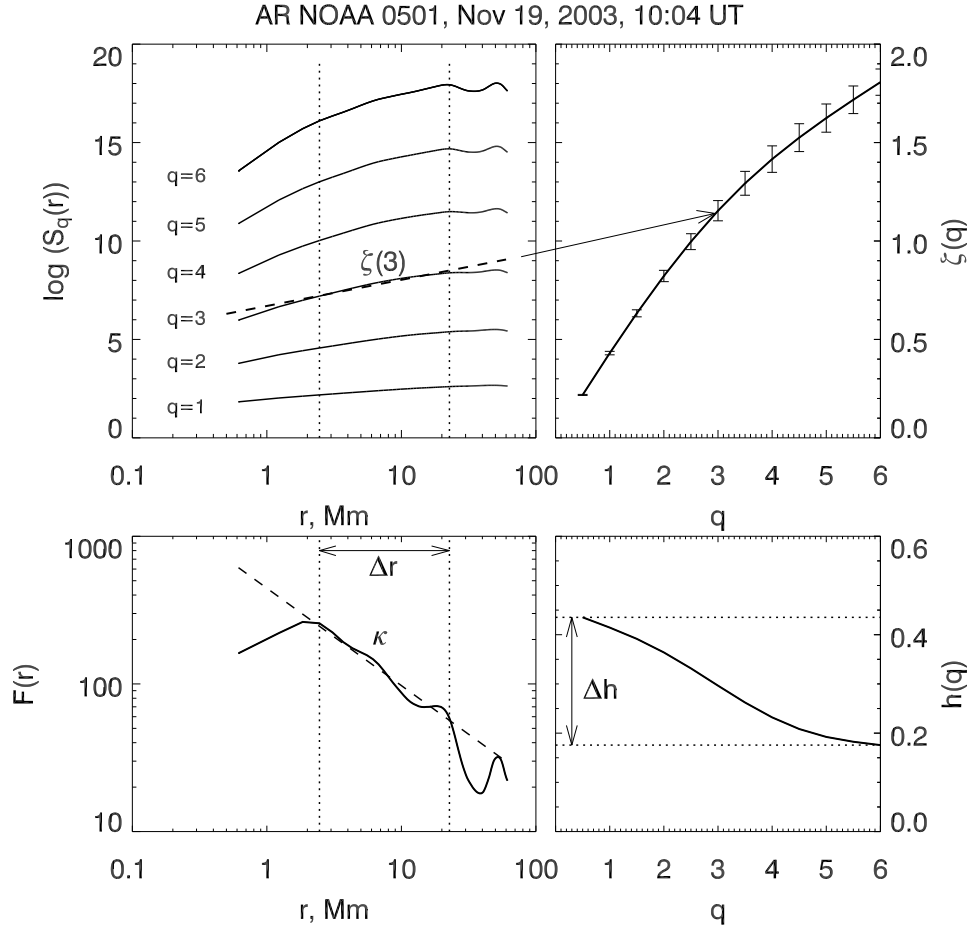 AR NOAA 0501, Nov 19, 2003, 10:04 UT
20
15
10
5
0
log (S_q(r))
q=6
q=5
q=4
q=3
q=2
q=1
ζ(3)
0.1 1 10 100
r, Mm
2.0
1.5
1.0
0.5
0.0
ζ(q)
0 1 2 3 4 5 6
q
1000
100
10
F(r)
Δr
κ
0.1 1 10 100
r, Mm
0.6
0.4
0.2
0.0
h(q)
Δh
0 1 2 3 4 5 6
q